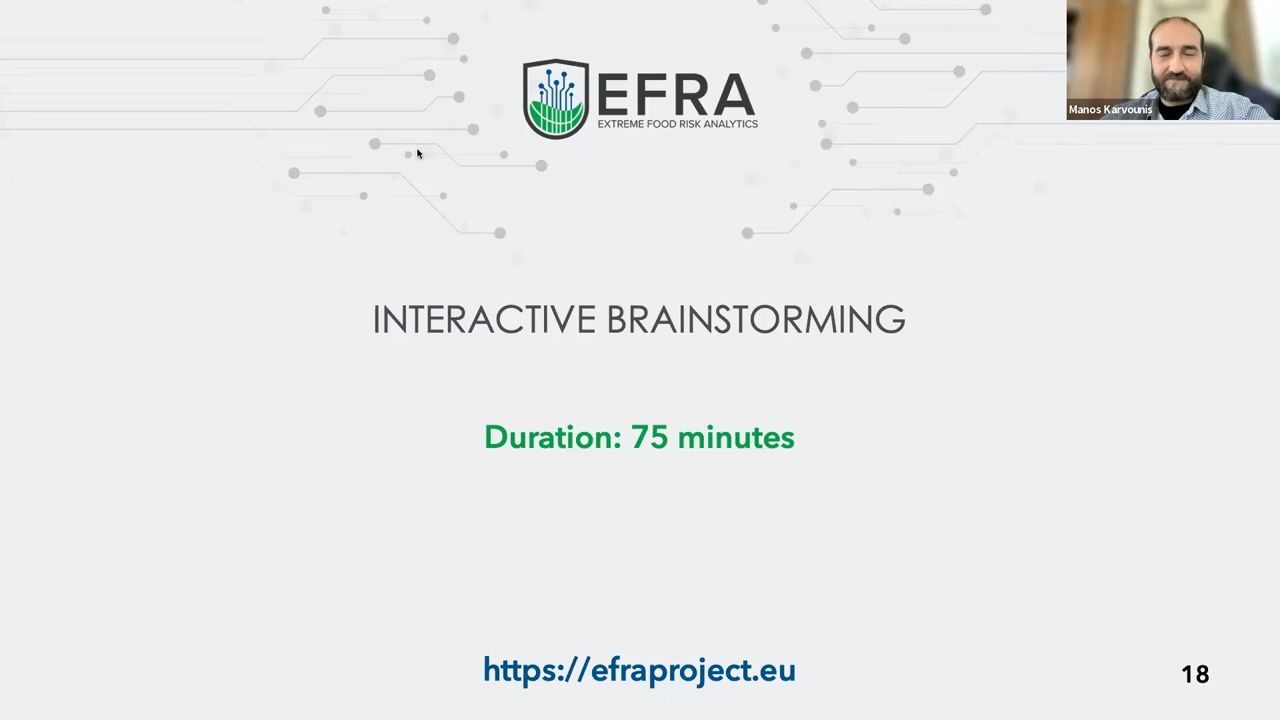 EFRA
EXTREME FOOD RISK ANALYTICS
Manos Karvounis
INTERACTIVE BRAINSTORMING
Duration: 75 minutes
https://efraproject.eu
18